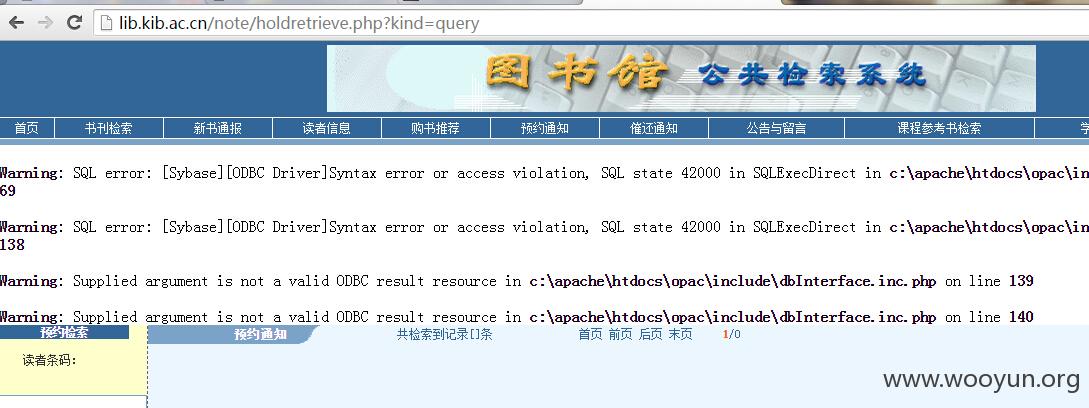 lib.kib.ac.cn/note/holdretrieve.php?kind=query
图书馆 公共检索系统
首页 书刊检索 新书通报 读者信息 购书推荐 预约通知 催还通知 公告与留言 课程参考书检索 学
Warning: SQL error: [Sybase][ODBC Driver]Syntax error or access violation, SQL state 42000 in SQLExecDirect in c:\apache\htdocs\opac\in
69
Warning: SQL error: [Sybase][ODBC Driver]Syntax error or access violation, SQL state 42000 in SQLExecDirect in c:\apache\htdocs\opac\in
138
Warning: Supplied argument is not a valid ODBC result resource in c:\apache\htdocs\opac\include\dbInterface.inc.php on line 139
Warning: Supplied argument is not a valid ODBC result resource in c:\apache\htdocs\opac\include\dbInterface.inc.php on line 140
预约检索 预约通知 共检索到记录[]条 首页 前页 后页 末页 1/0
读者条码:
www.wooyun.org